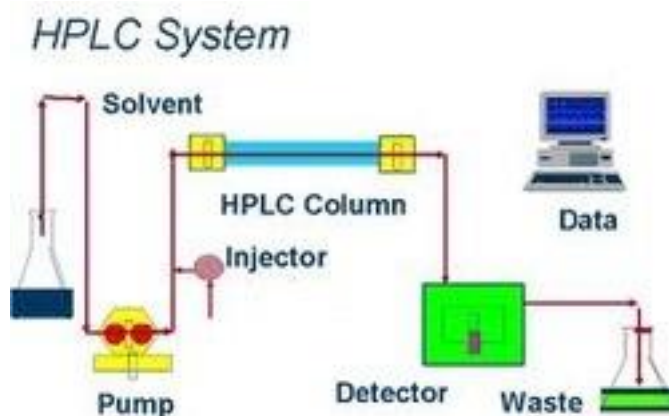 HPLC System
Solvent
HPLC Column
Data
Injector
Detector
Waste
Pump